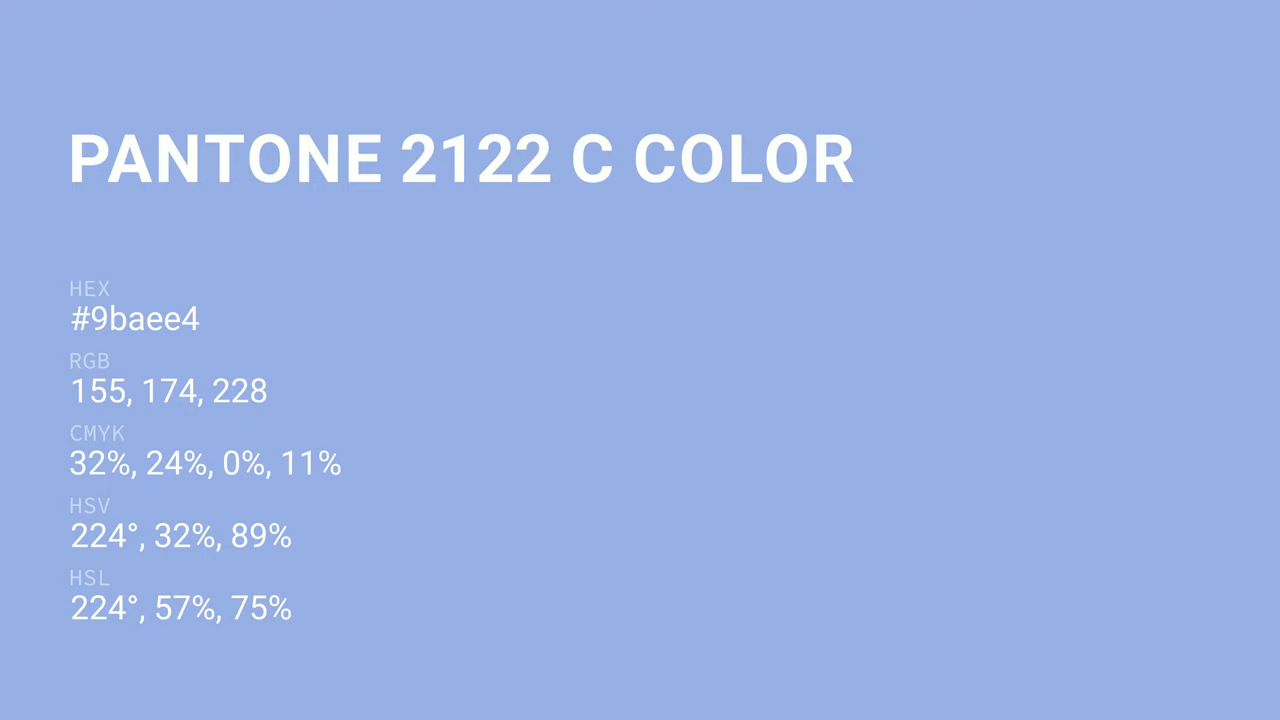 PANTONE 2122 C COLOR
HEX
#9baee4
RGB
155, 174, 228
CMYK
32%, 24%, 0%, 11%
HSV
224°, 32%, 89%
HSL
224°, 57%, 75%